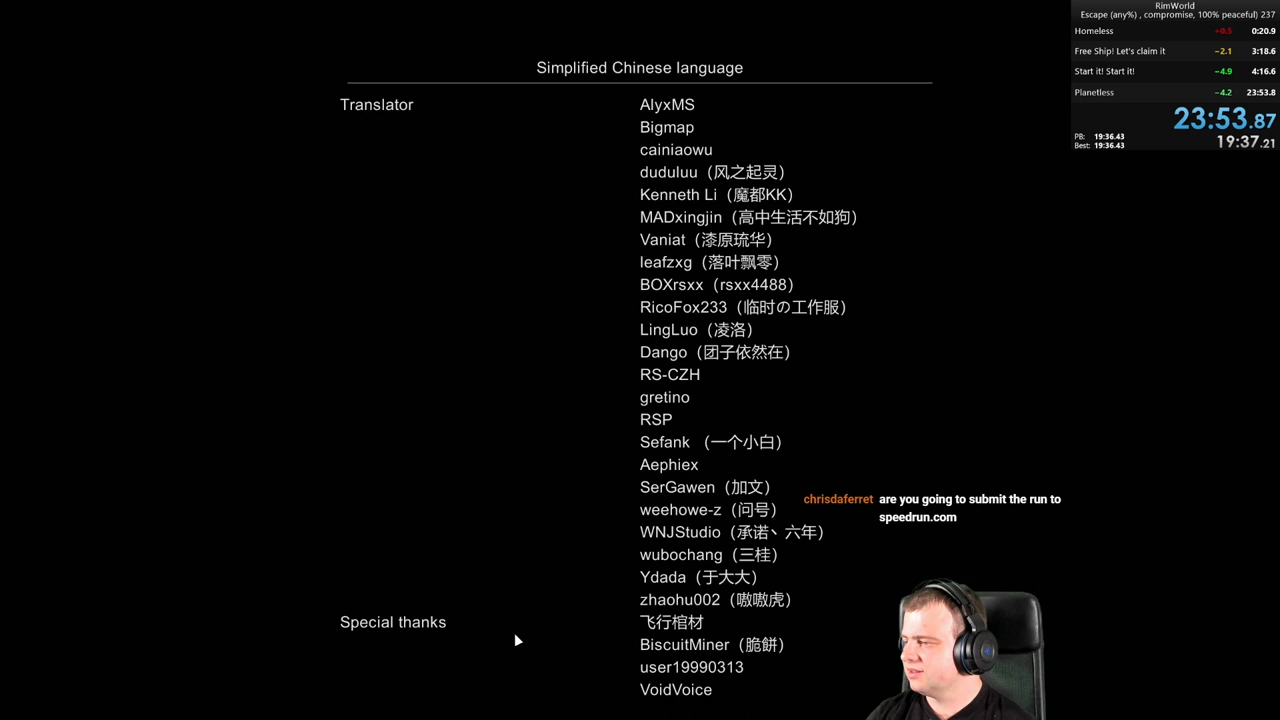 RimWorld
Escape (any%) , compromise, 100% peaceful) 237
Homeless +0.5 0:20.9
Free Ship! Let's claim it −2.1 3:18.6
Start it! Start it! −4.9 4:16.6
Planetless −4.2 23:53.8
23:53.87
PB: 19:36.43
Best: 19:36.43
19:37.21
Simplified Chinese language
Translator AlyxMS
Bigmap
cainiaowu
duduluu（风之起灵）
Kenneth Li（魔都KK）
MADxingjin（高中生活不如狗）
Vaniat（漆原琉华）
leafzxg（落叶飘零）
BOXrsxx（rsxx4488）
RicoFox233（临时の工作服）
LingLuo（凌洛）
Dango（团子依然在）
RS-CZH
gretino
RSP
Sefank （一个小白）
Aephiex
SerGawen（加文）
weehowe-z（问号）
WNJStudio（承诺丶六年）
wubochang（三桂）
Ydada（于大大）
zhaohu002（嗷嗷虎）
Special thanks 飞行棺材
BiscuitMiner（脆餅）
user19990313
VoidVoice
chrisdaferret are you going to submit the run to
speedrun.com